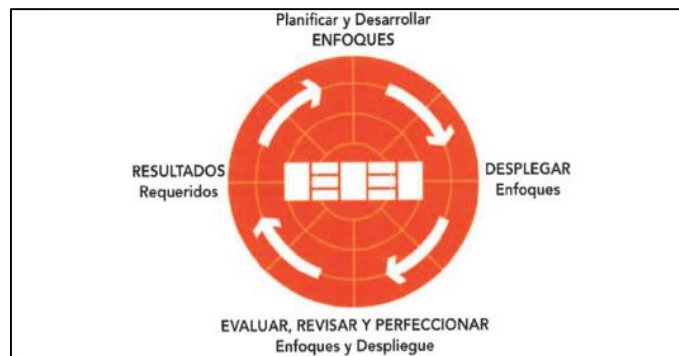 Planificar y Desarrollar
ENFOQUES
RESULTADOS
Requeridos
DESPLEGAR
Enfoques
EVALUAR, REVISAR Y PERFECCIONAR
Enfoques y Despliegue